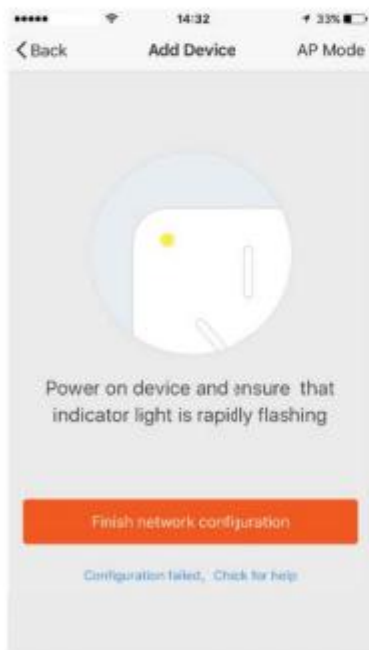 14:32 33%
Back Add Device AP Mode
Power on device and ensure that
indicator light is rapidly flashing
Finish network configuration
Configuration failed, Chick for help